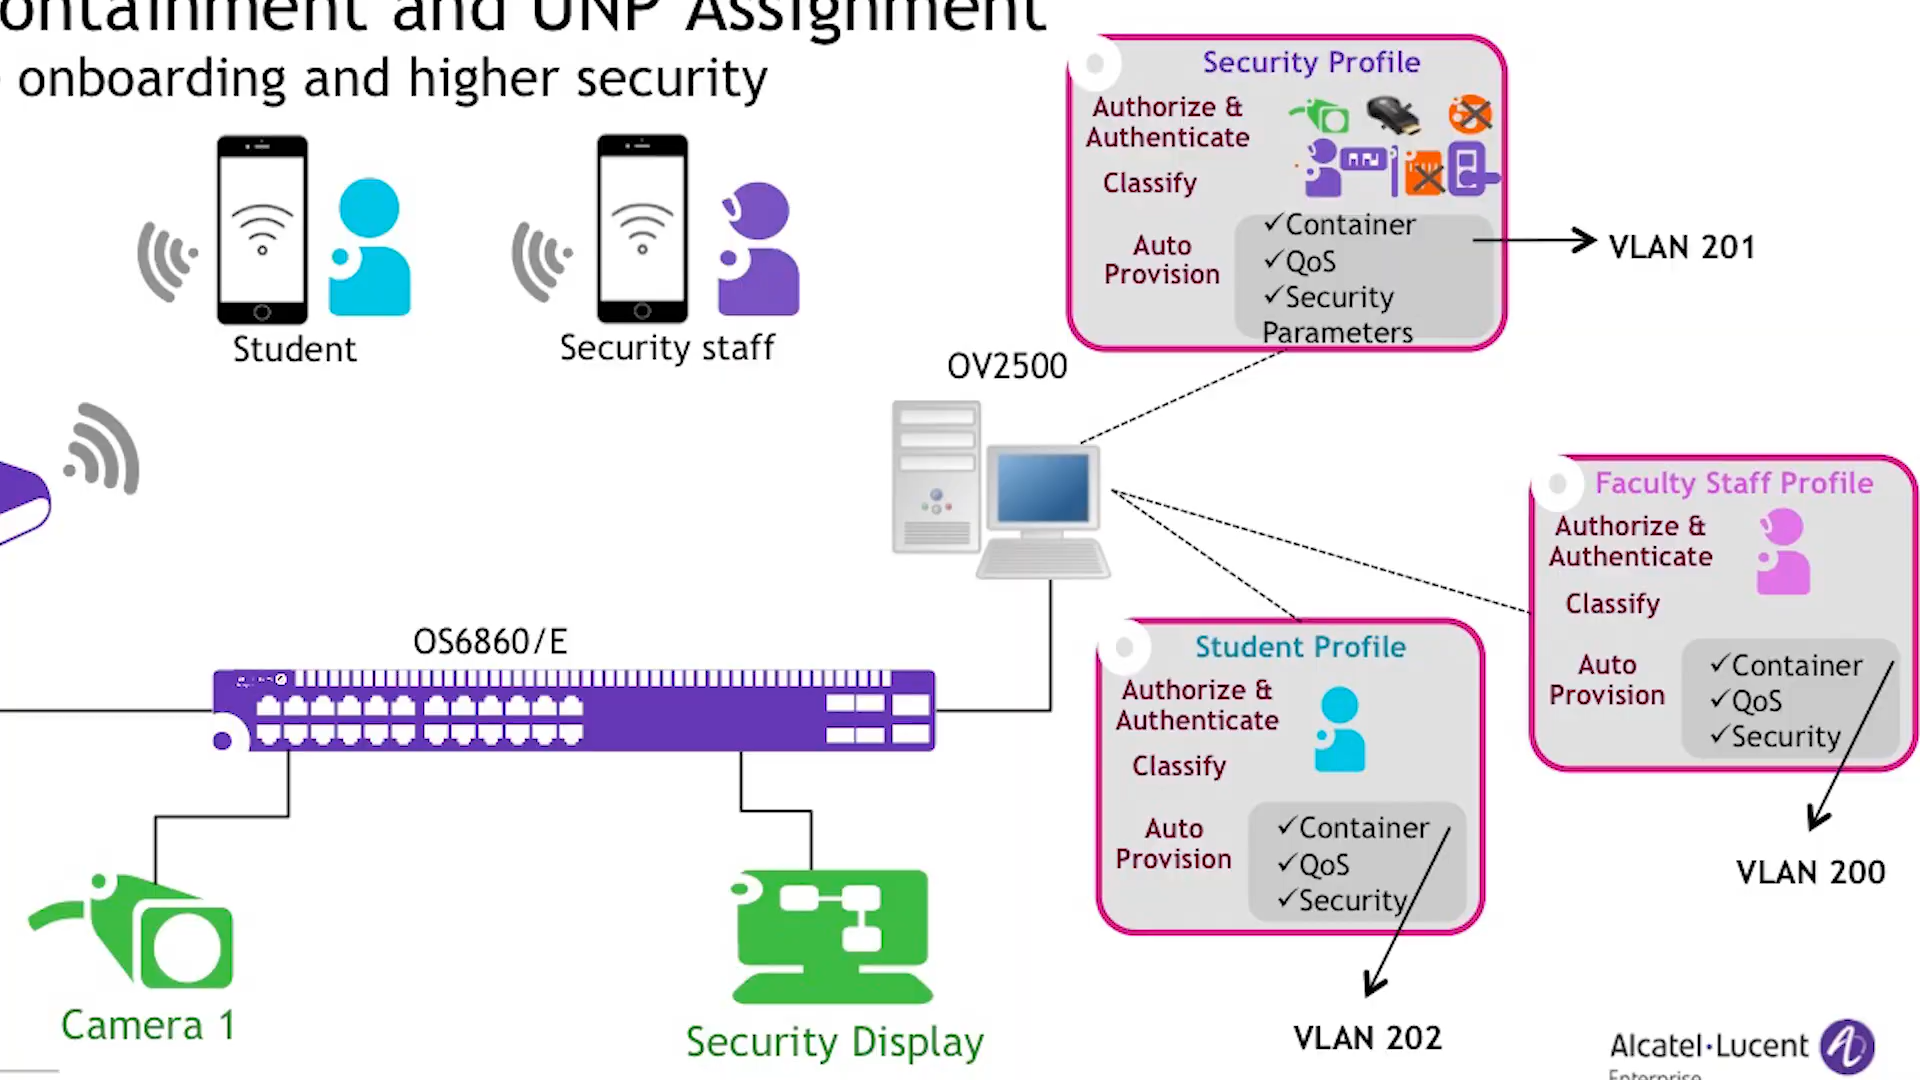 ontainment and UNP Assignment
onboarding and higher security
Student
Security staff
OV2500
OS6860/E
Camera 1
Security Display
Security Profile
Authorize &
Authenticate
Classify
Auto
Provision
✓Container
✓QoS
✓Security
Parameters
VLAN 201
Faculty Staff Profile
Authorize &
Authenticate
Classify
Auto
Provision
✓Container
✓QoS
✓Security
VLAN 200
Student Profile
Authorize &
Authenticate
Classify
Auto
Provision
✓Container
✓QoS
✓Security
VLAN 202
Alcatel·Lucent
Enterprise